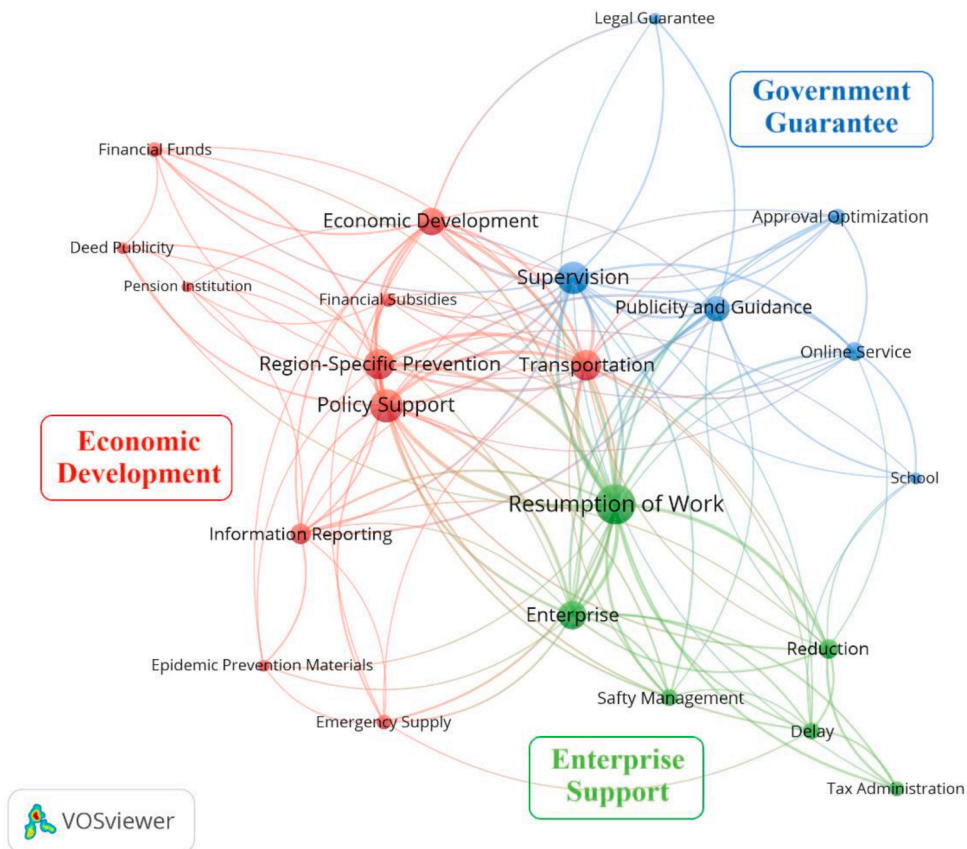 Legal Guarantee
Government
Guarantee
Financial Funds
Economic Development
Approval Optimization
Deed Publicity
Supervision
Pension Institution
Financial Subsidies
Publicity and Guidance
Online Service
Region-Specific Prevention
Transportation
Policy Support
Economic
Development
School
Resumption of Work
Information Reporting
Enterprise
Reduction
Epidemic Prevention Materials
Safty Management
Emergency Supply
Delay
Enterprise
Support
Tax Administration
VOSviewer